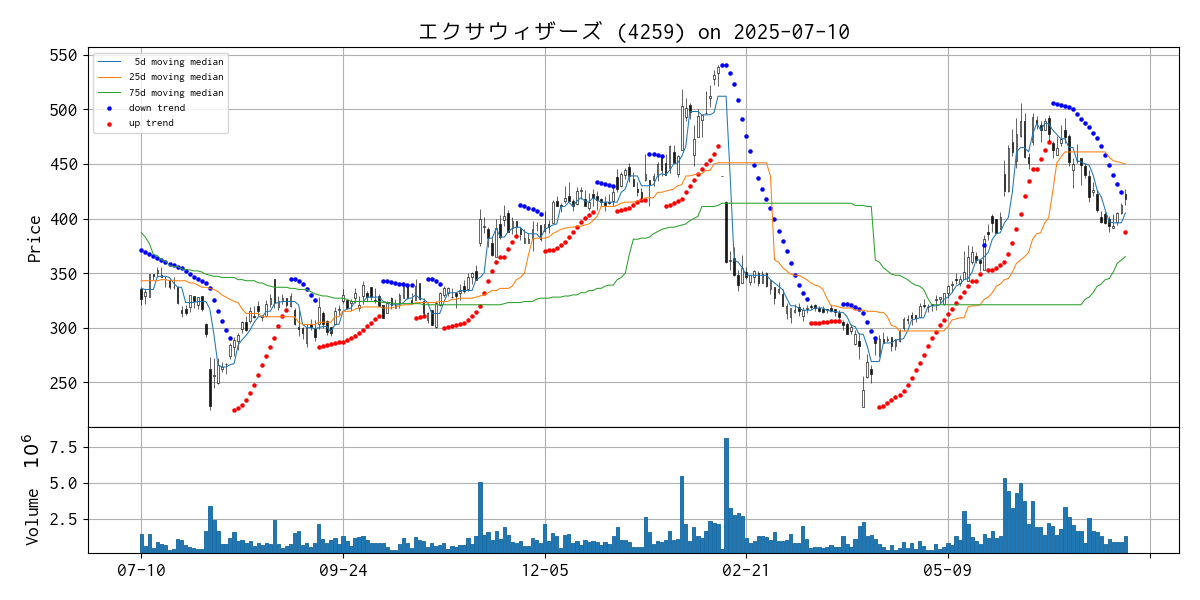 エクサウィザーズ (4259) on 2025-07-10
550
500
450
400
350
300
250
Price
5d moving median
25d moving median
75d moving median
down trend
up trend
7.5
5.0
2.5
Volume 10^6
07-10
09-24
12-05
02-21
05-09